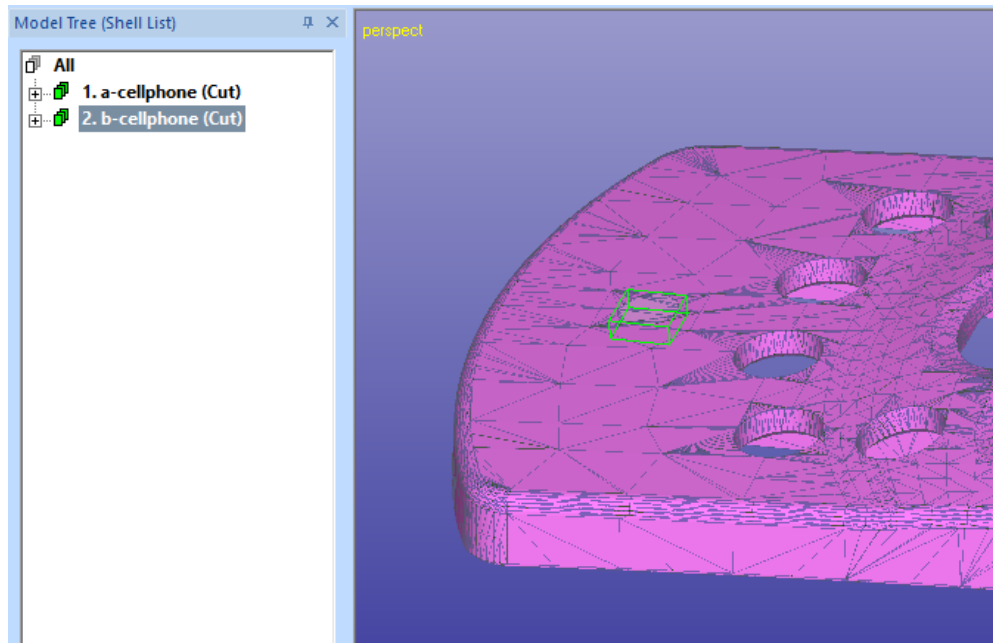 Model Tree (Shell List)
All
1. a-cellphone (Cut)
2. b-cellphone (Cut)
perspect